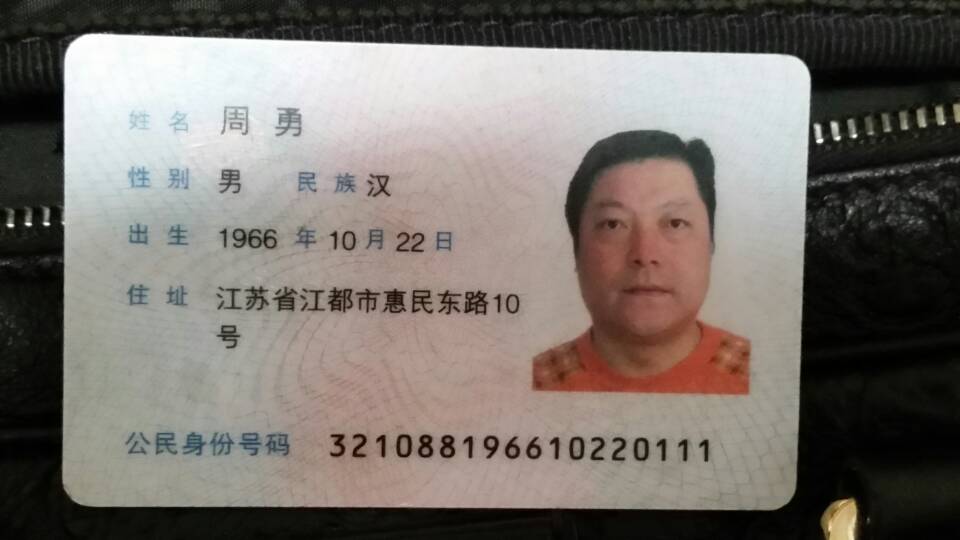 姓名 周勇
性别 男 民族 汉
出生 1966 年 10 月 22 日
住址 江苏省江都市惠民东路10
号
公民身份号码 321088196610220111